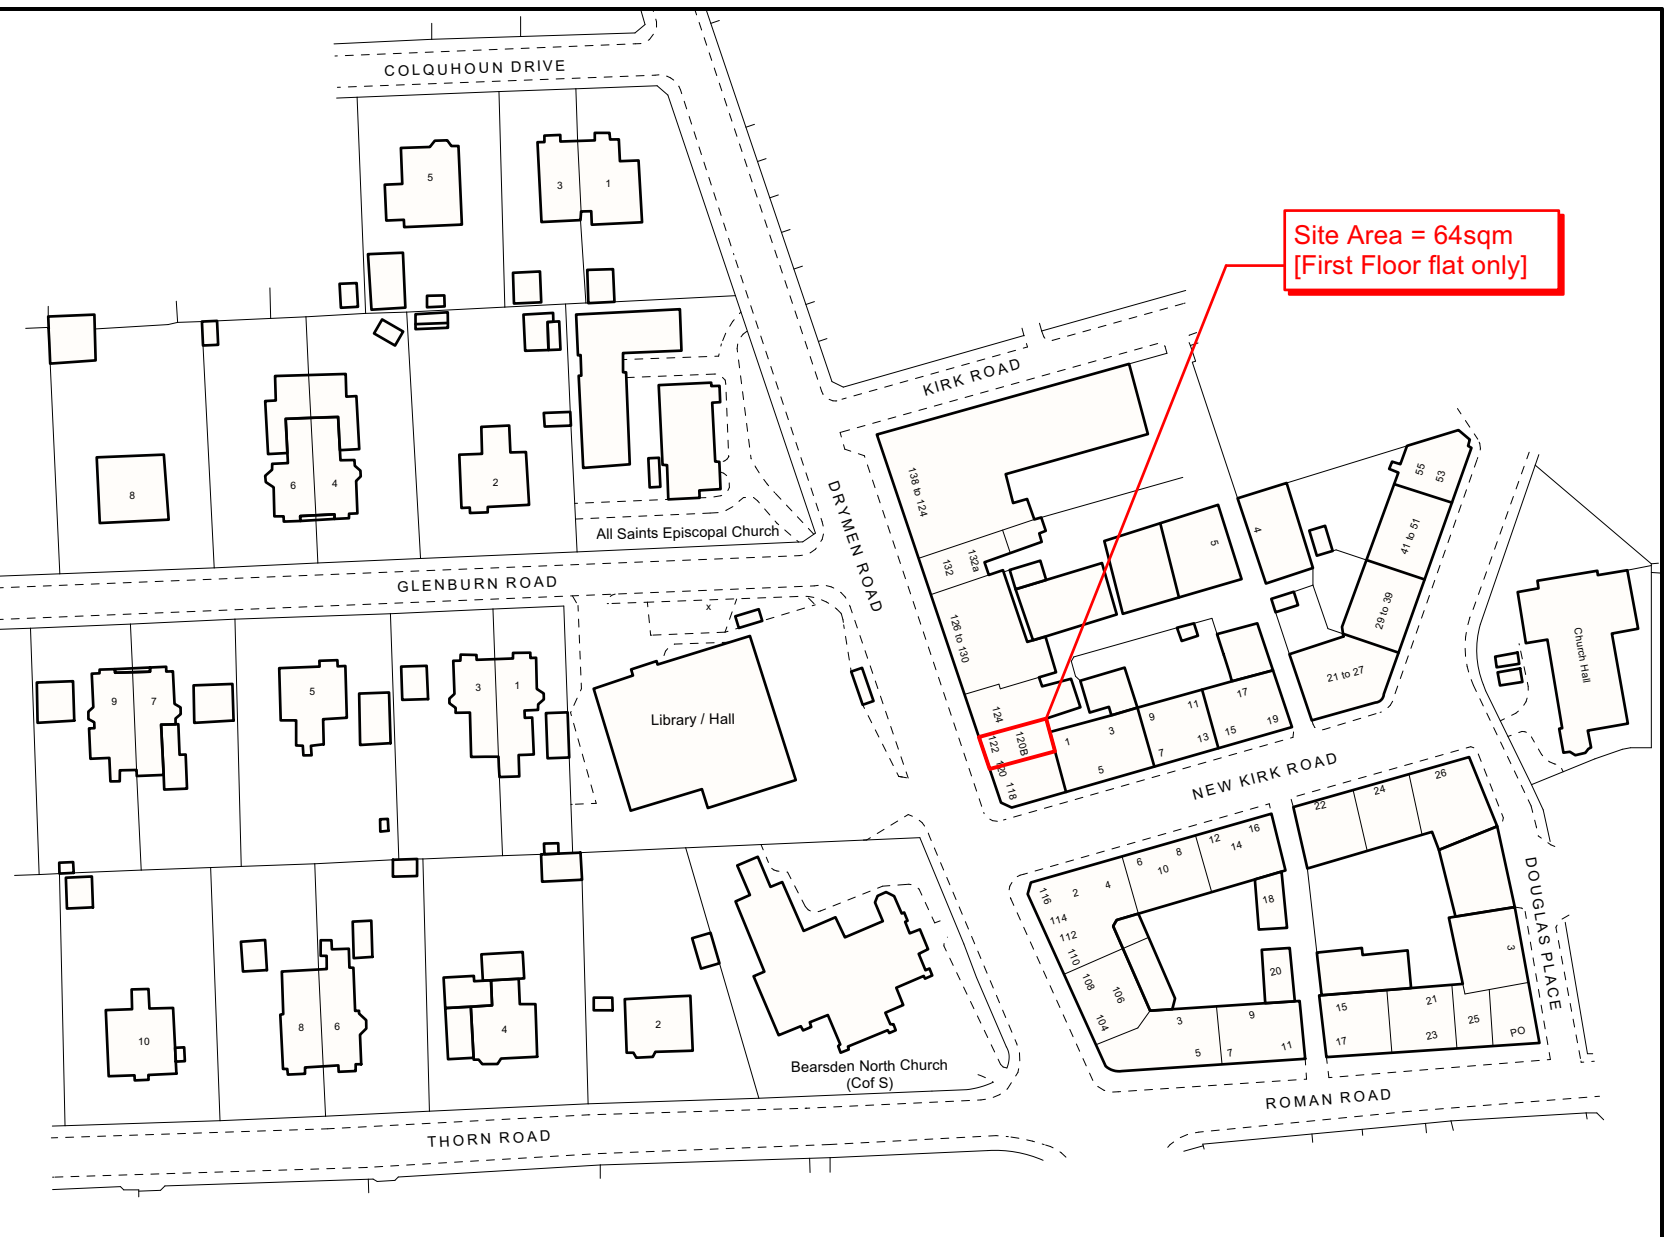 COLQUHOUN DRIVE
5
3
1
Site Area = 64sqm
[First Floor flat only]
KIRK ROAD
8
6
4
2
All Saints Episcopal Church
DRYMEN ROAD
138 to 124
132
132a
126 to 130
124
122
120B
120
118
5
4
55
53
41 to 51
29 to 39
21 to 27
Church Hall
GLENBURN ROAD
x
9
7
5
3
1
Library / Hall
1
3
5
9
11
7
13
17
15
19
NEW KIRK ROAD
22
24
26
116
2
4
6
8
10
12
14
16
114
112
110
108
106
104
18
20
3
5
9
7
11
15
17
21
23
25
PO
3
DOUGLAS PLACE
10
8
6
4
2
Bearsden North Church
(Cof S)
THORN ROAD
ROMAN ROAD